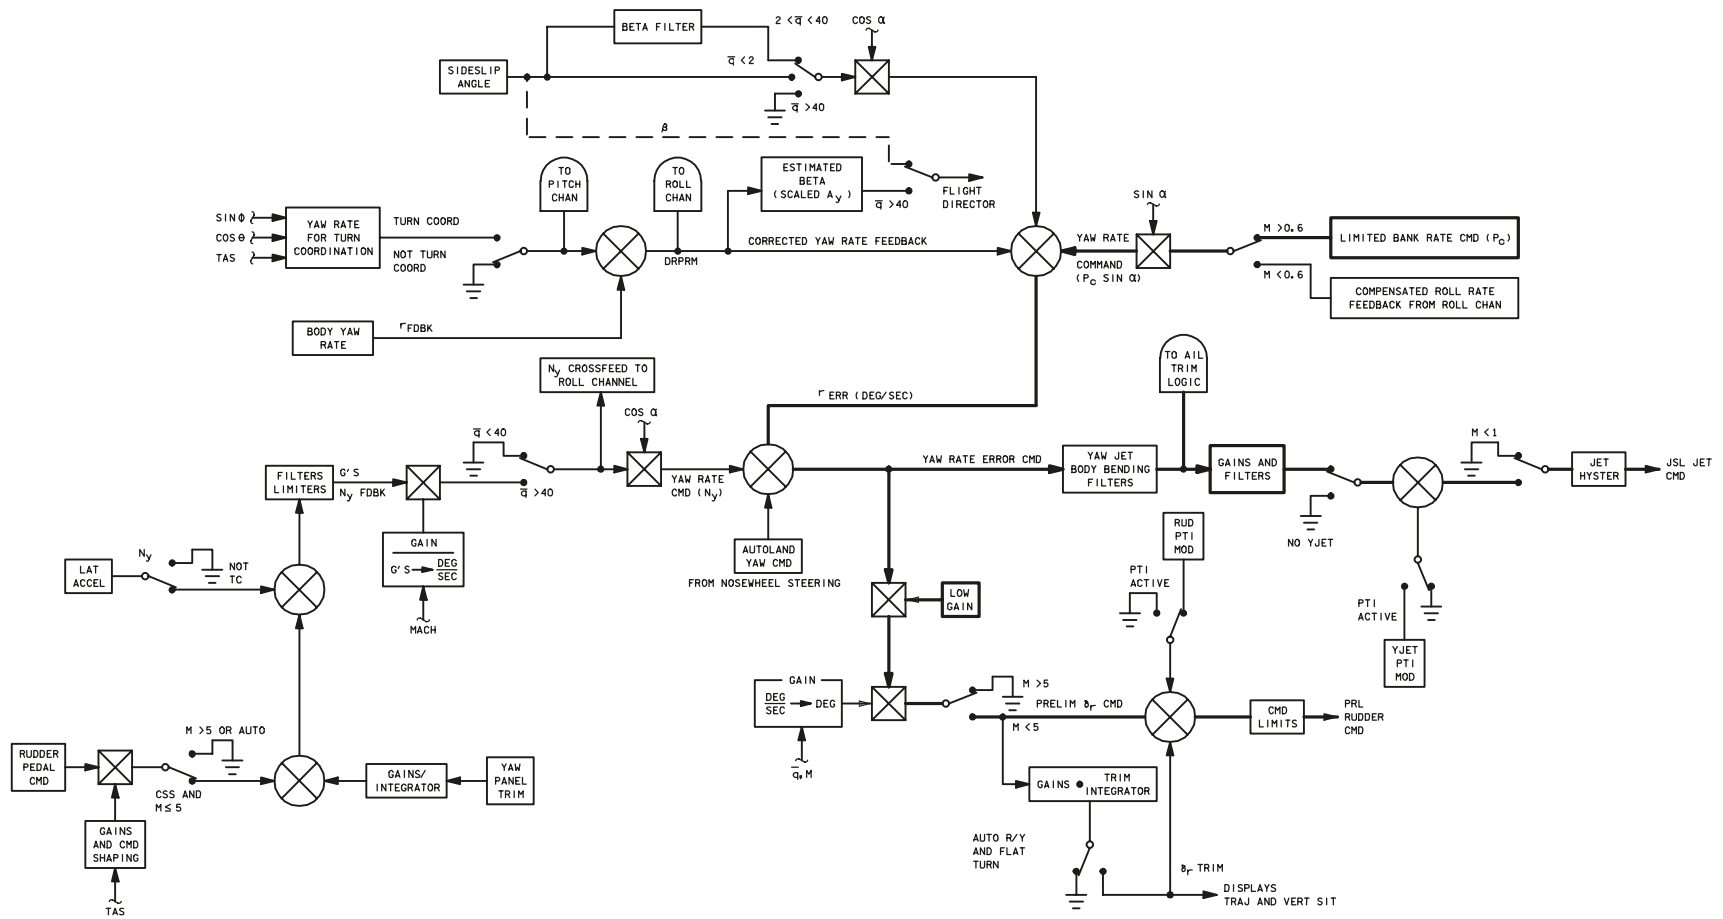 BETA FILTER
2 < q̅ < 40
COS α
SIDESLIP
ANGLE
q̅ < 2
q̅ > 40
β
TO
PITCH
CHAN
TO
ROLL
CHAN
ESTIMATED
BETA
(SCALED Ay)
q̅ > 40
FLIGHT
DIRECTOR
SIN ϕ
COS θ
TAS
YAW RATE
FOR TURN
COORDINATION
TURN COORD
NOT TURN
COORD
DRPRM
CORRECTED YAW RATE FEEDBACK
YAW RATE
COMMAND
(Pc SIN α)
SIN α
M > 0.6
M < 0.6
LIMITED BANK RATE CMD (Pc)
COMPENSATED ROLL RATE
FEEDBACK FROM ROLL CHAN
BODY YAW
RATE
rFDBK
Ny CROSSFEED TO
ROLL CHANNEL
r ERR (DEG/SEC)
TO AIL
TRIM
LOGIC
FILTERS
LIMITERS
G'S
Ny FDBK
q̅ < 40
q̅ > 40
COS α
YAW RATE
CMD (Ny)
YAW RATE ERROR CMD
YAW JET
BODY BENDING
FILTERS
GAINS AND
FILTERS
NO YJET
M < 1
JET
HYSTER
JSL JET
CMD
GAIN
G'S → DEG
SEC
MACH
AUTOLAND
YAW CMD
FROM NOSEWHEEL STEERING
LAT
ACCEL
Ny
NOT
TC
LOW
GAIN
RUD
PTI
MOD
PTI
ACTIVE
PTI
ACTIVE
YJET
PTI
MOD
GAIN
DEG
SEC → DEG
q̅, M
M > 5
M < 5
PRELIM δr CMD
CMD
LIMITS
PRL
RUDDER
CMD
RUDDER
PEDAL
CMD
M > 5 OR AUTO
CSS AND
M ≤ 5
GAINS/
INTEGRATOR
YAW
PANEL
TRIM
GAINS
AND CMD
SHAPING
TAS
GAINS • TRIM
INTEGRATOR
AUTO R/Y
AND FLAT
TURN
δr TRIM
DISPLAYS
TRAJ AND VERT SIT